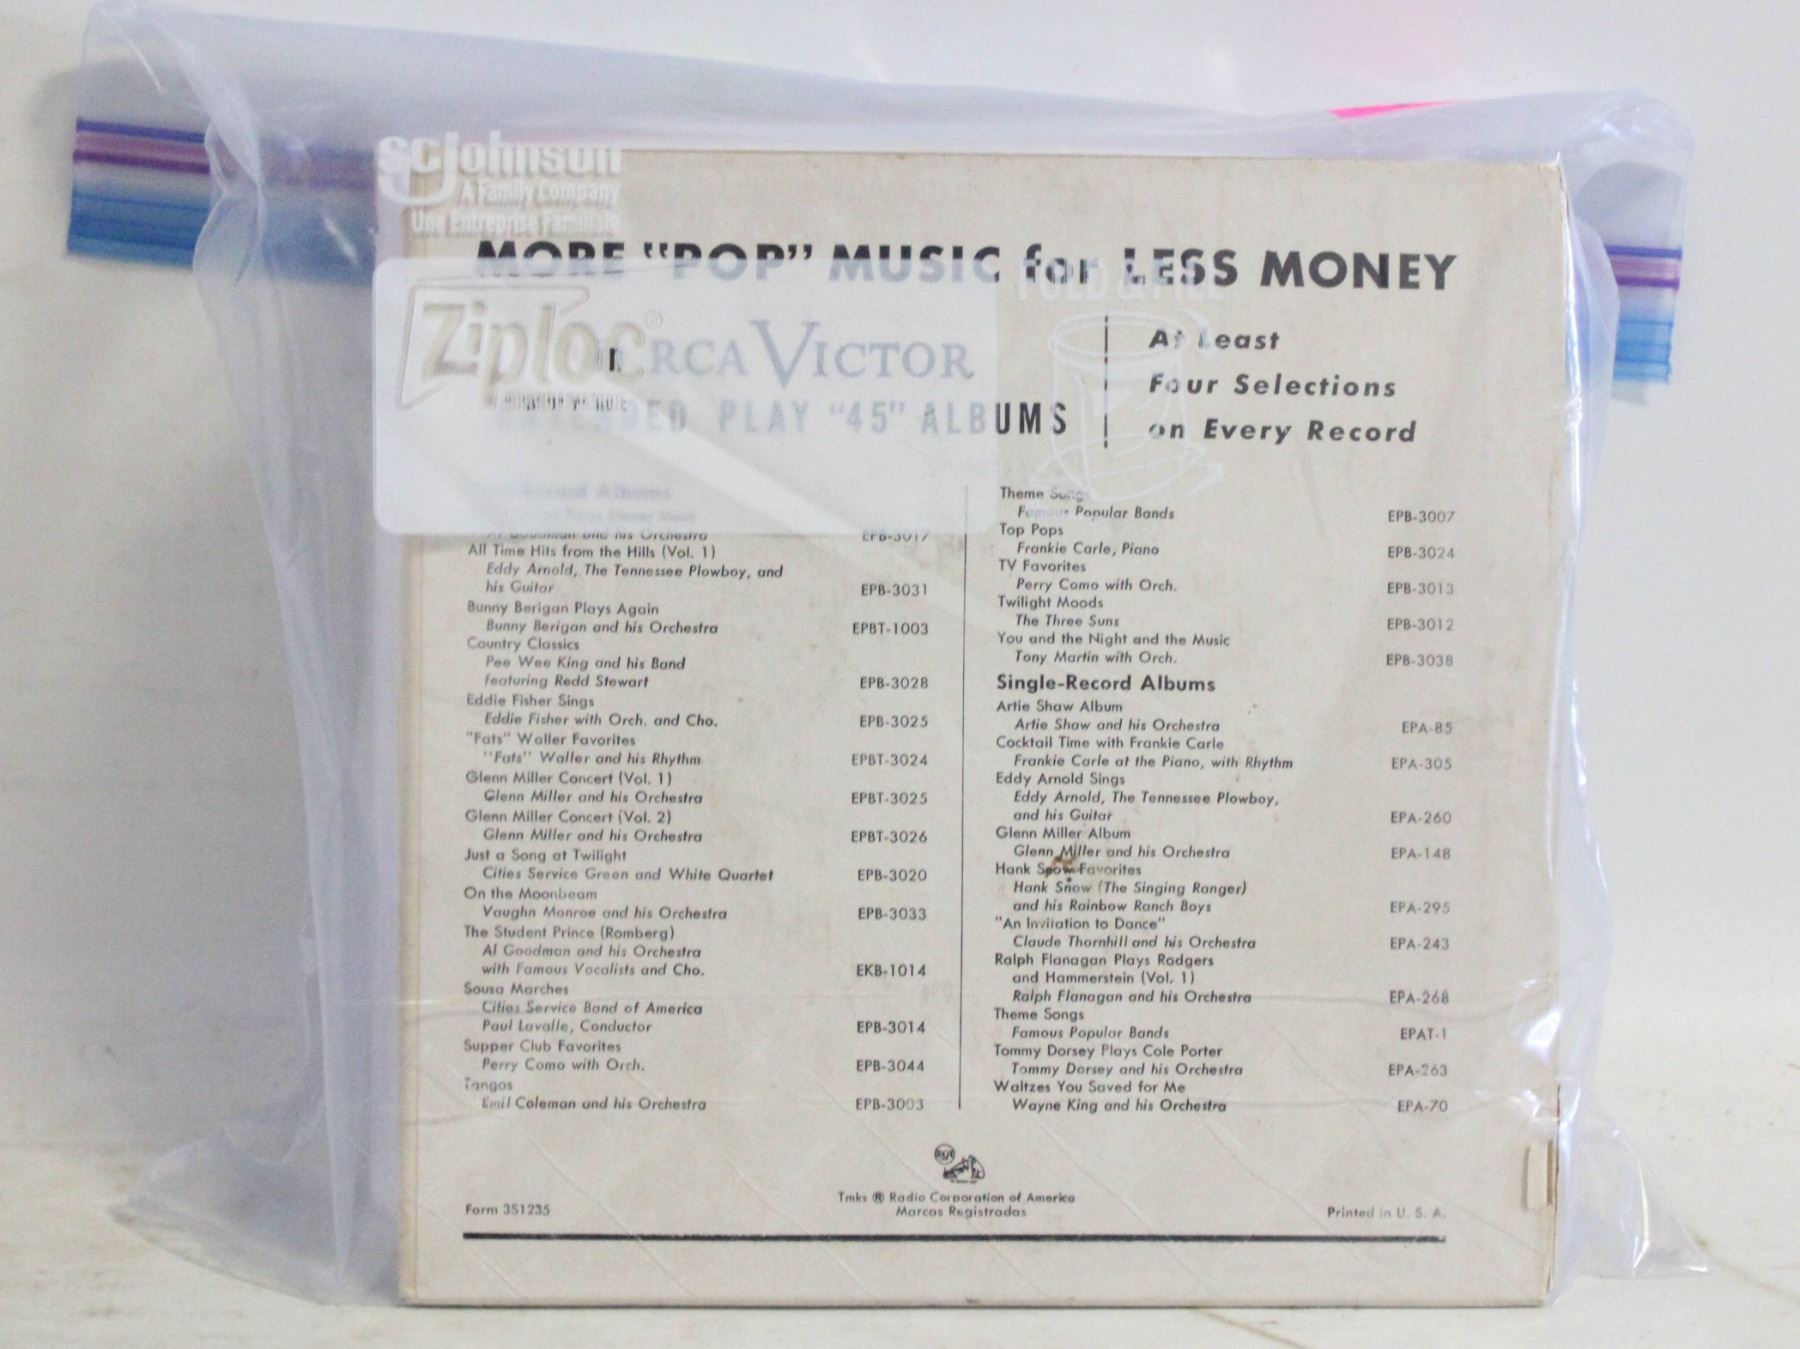 SC Johnson
A Family Company
Une Entreprise Familiale
MORE "POP" MUSIC for LESS MONEY
Ziploc®
on RCA VICTOR
EXTENDED PLAY "45" ALBUMS
At Least
Four Selections
on Every Record
Record Albums
Al Goodman and his Orchestra EPB-3017
All Time Hits from the Hills (Vol. 1)
Eddy Arnold, The Tennessee Plowboy, and
his Guitar EPB-3031
Bunny Berigan Plays Again
Bunny Berigan and his Orchestra EPBT-1003
Country Classics
Pee Wee King and his Band
featuring Redd Stewart EPB-3028
Eddie Fisher Sings
Eddie Fisher with Orch. and Cho. EPB-3025
"Fats" Waller Favorites
"Fats" Waller and his Rhythm EPBT-3024
Glenn Miller Concert (Vol. 1)
Glenn Miller and his Orchestra EPBT-3025
Glenn Miller Concert (Vol. 2)
Glenn Miller and his Orchestra EPBT-3026
Just a Song at Twilight
Cities Service Green and White Quartet EPB-3020
On the Moonbeam
Vaughn Monroe and his Orchestra EPB-3033
The Student Prince (Romberg)
Al Goodman and his Orchestra
with Famous Vocalists and Cho. EKB-1014
Sousa Marches
Cities Service Band of America
Paul Lavalle, Conductor EPB-3014
Supper Club Favorites
Perry Como with Orch. EPB-3044
Tangos
Emil Coleman and his Orchestra EPB-3003
Theme Songs
Famous Popular Bands EPB-3007
Top Pops
Frankie Carle, Piano EPB-3024
TV Favorites
Perry Como with Orch. EPB-3013
Twilight Moods
The Three Suns EPB-3012
You and the Night and the Music
Tony Martin with Orch. EPB-3038
Single-Record Albums
Artie Shaw Album
Artie Shaw and his Orchestra EPA-85
Cocktail Time with Frankie Carle
Frankie Carle at the Piano, with Rhythm EPA-305
Eddy Arnold Sings
Eddy Arnold, The Tennessee Plowboy,
and his Guitar EPA-260
Glenn Miller Album
Glenn Miller and his Orchestra EPA-148
Hank Snow Favorites
Hank Snow (The Singing Ranger)
and his Rainbow Ranch Boys EPA-295
"An Invitation to Dance"
Claude Thornhill and his Orchestra EPA-243
Ralph Flanagan Plays Rodgers
and Hammerstein (Vol. 1)
Ralph Flanagan and his Orchestra EPA-268
Theme Songs
Famous Popular Bands EPAT-1
Tommy Dorsey Plays Cole Porter
Tommy Dorsey and his Orchestra EPA-263
Waltzes You Saved for Me
Wayne King and his Orchestra EPA-70
Tmks ® Radio Corporation of America
Marcas Registradas
Form 3S1235
Printed in U. S. A.